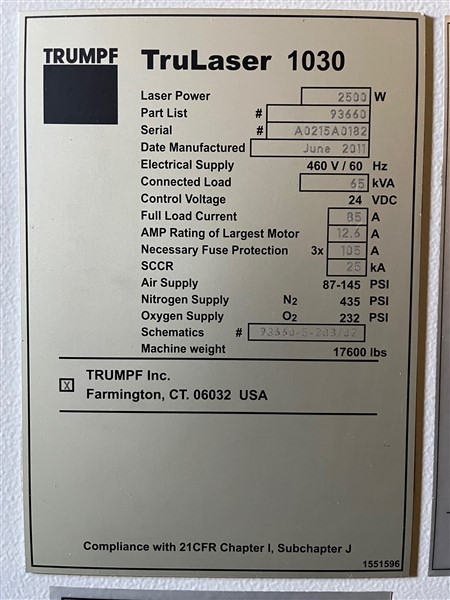 TRUMPF TruLaser 1030
Laser Power 2500 W
Part List # 93660
Serial # A0215A0182
Date Manufactured June 2011
Electrical Supply 460 V / 60 Hz
Connected Load 65 kVA
Control Voltage 24 VDC
Full Load Current 85 A
AMP Rating of Largest Motor 12.6 A
Necessary Fuse Protection 3x 105 A
SCCR 25 kA
Air Supply 87-145 PSI
Nitrogen Supply N2 435 PSI
Oxygen Supply O2 232 PSI
Schematics #
Machine weight 17600 lbs
X TRUMPF Inc.
Farmington, CT. 06032 USA
Compliance with 21CFR Chapter I, Subchapter J
1551596